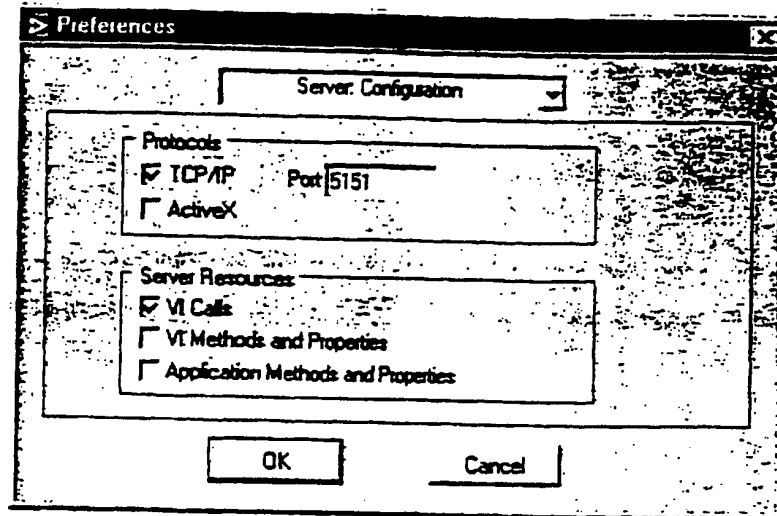 Preferences
Server: Configuration
Protocols
TCP/IP Port 5151
ActiveX
Server Resources
VI Calls
VI Methods and Properties
Application Methods and Properties
OK Cancel